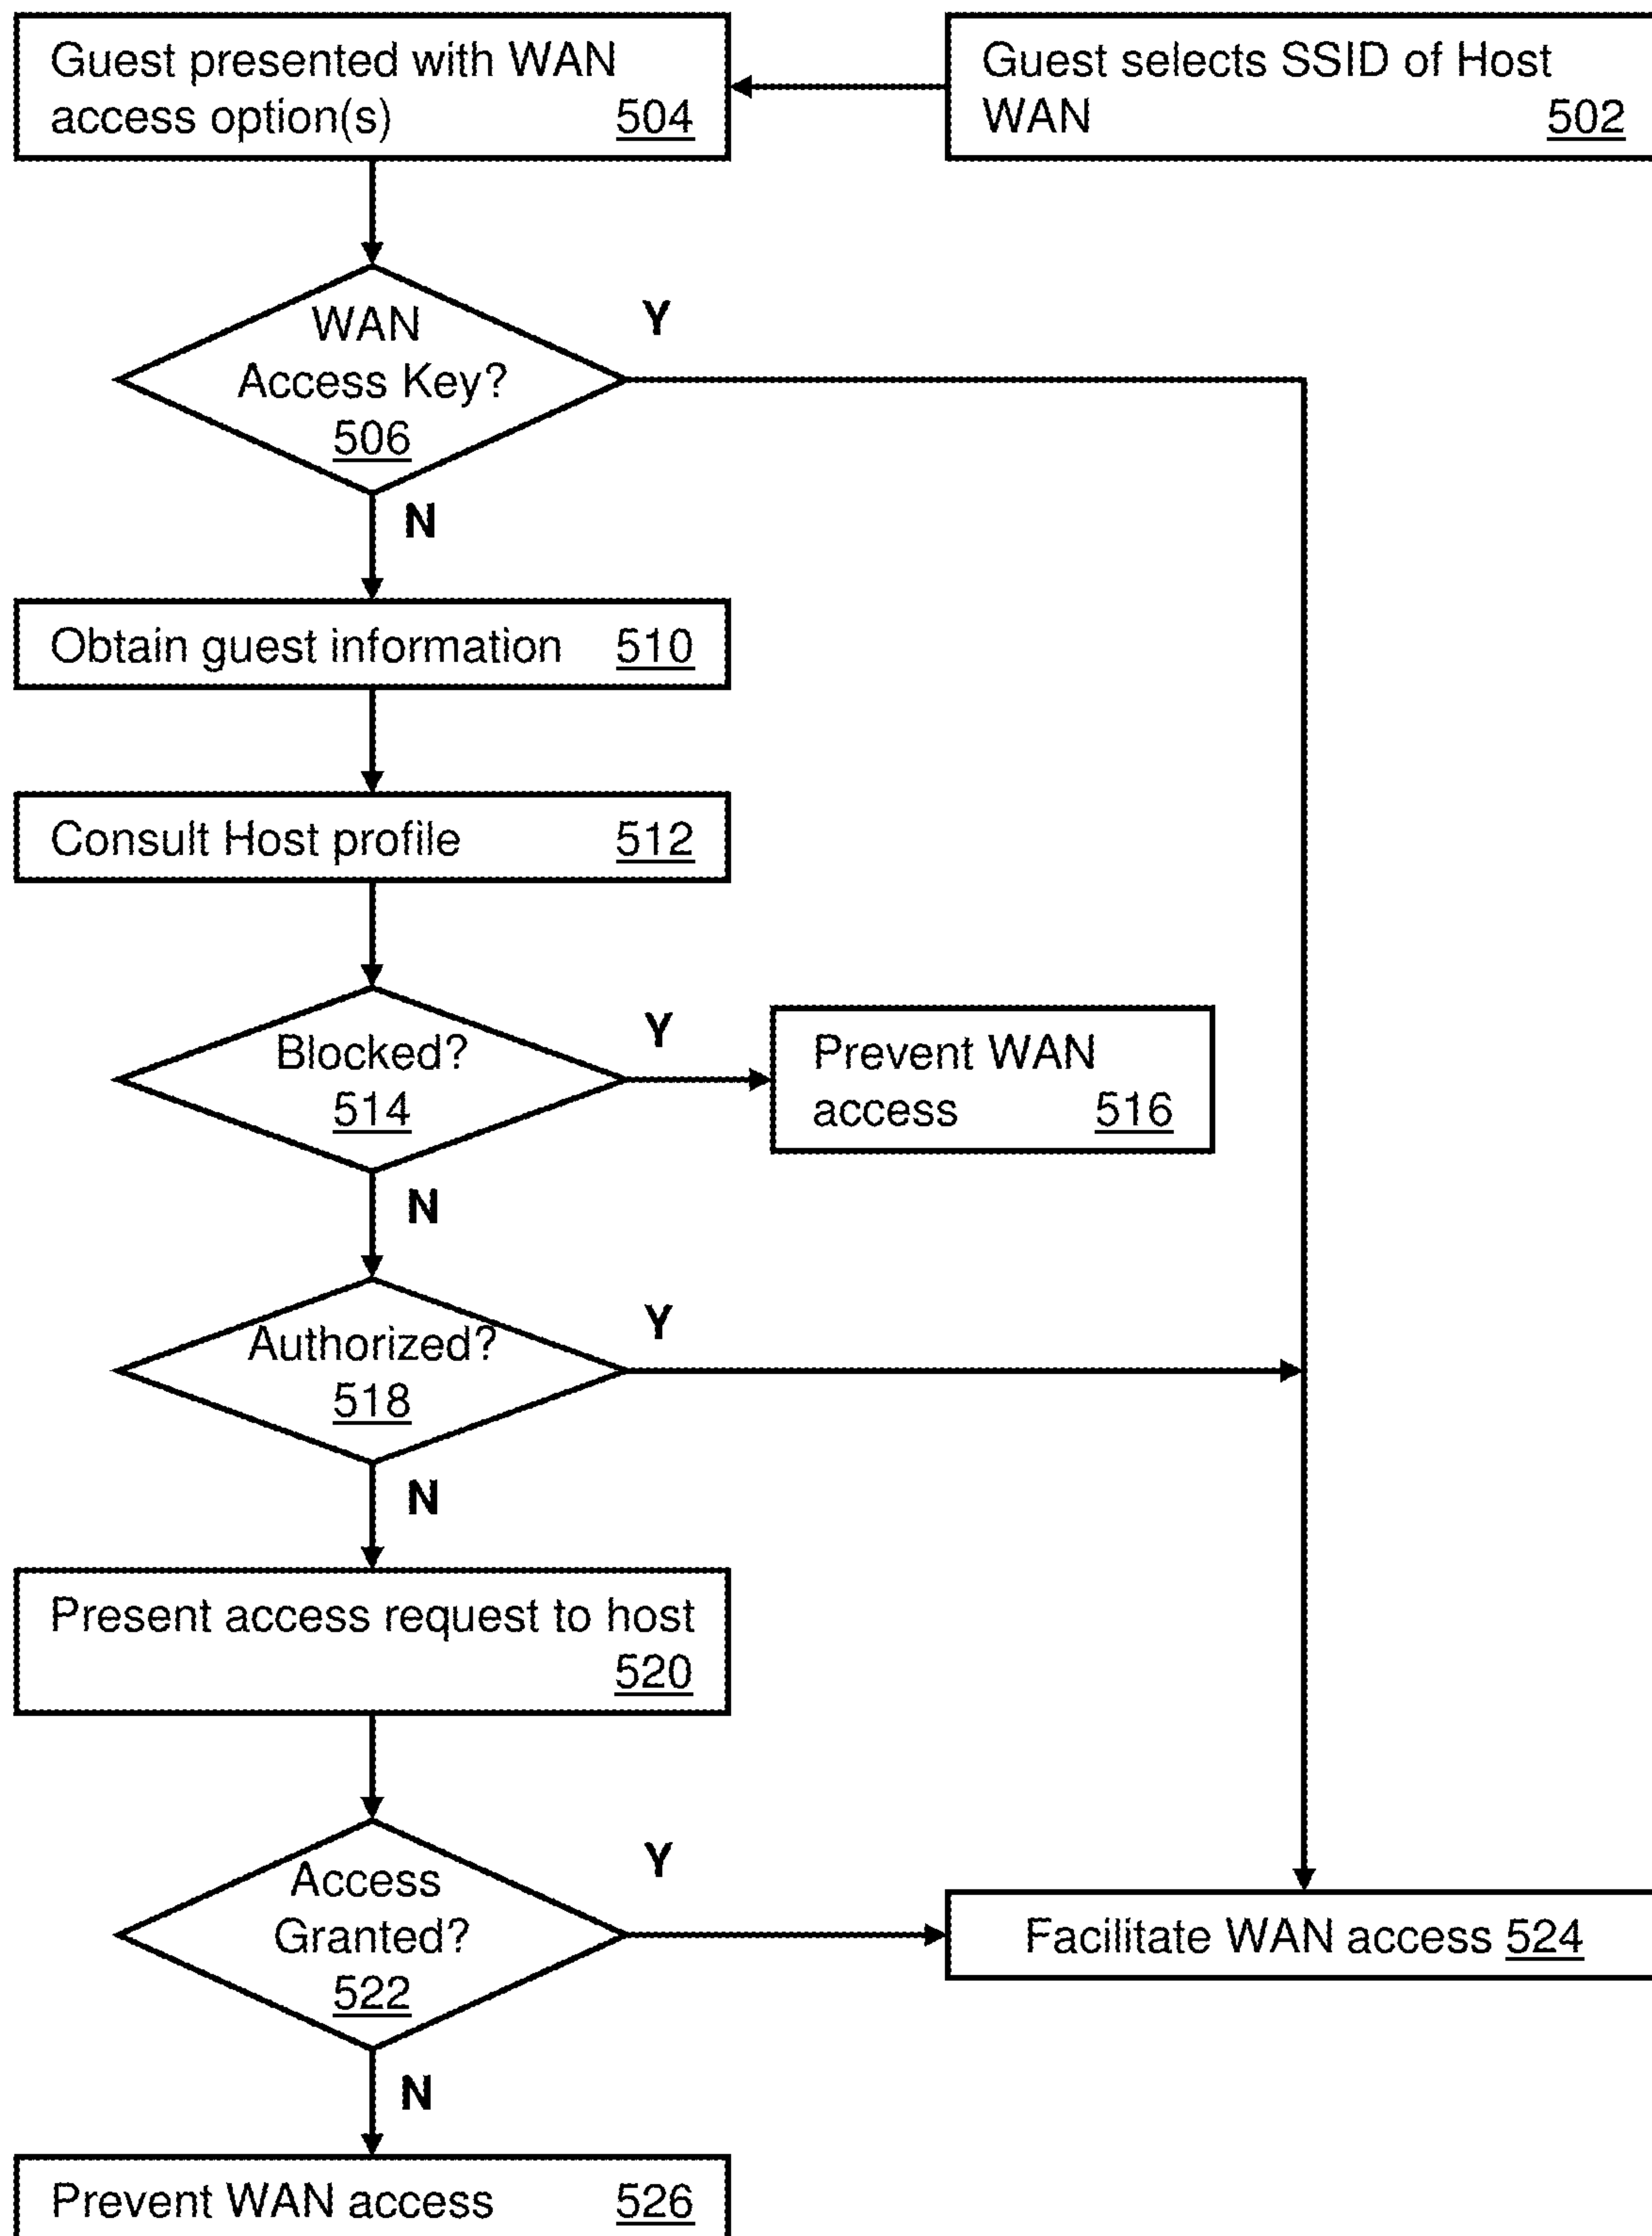 Guest selects SSID of Host
WAN 502
Guest presented with WAN
access option(s) 504
WAN
Access Key?
506
Y
N
Obtain guest information 510
Consult Host profile 512
Blocked?
514
Y
Prevent WAN
access 516
N
Authorized?
518
Y
N
Present access request to host
520
Access
Granted?
522
Y
Facilitate WAN access 524
N
Prevent WAN access 526